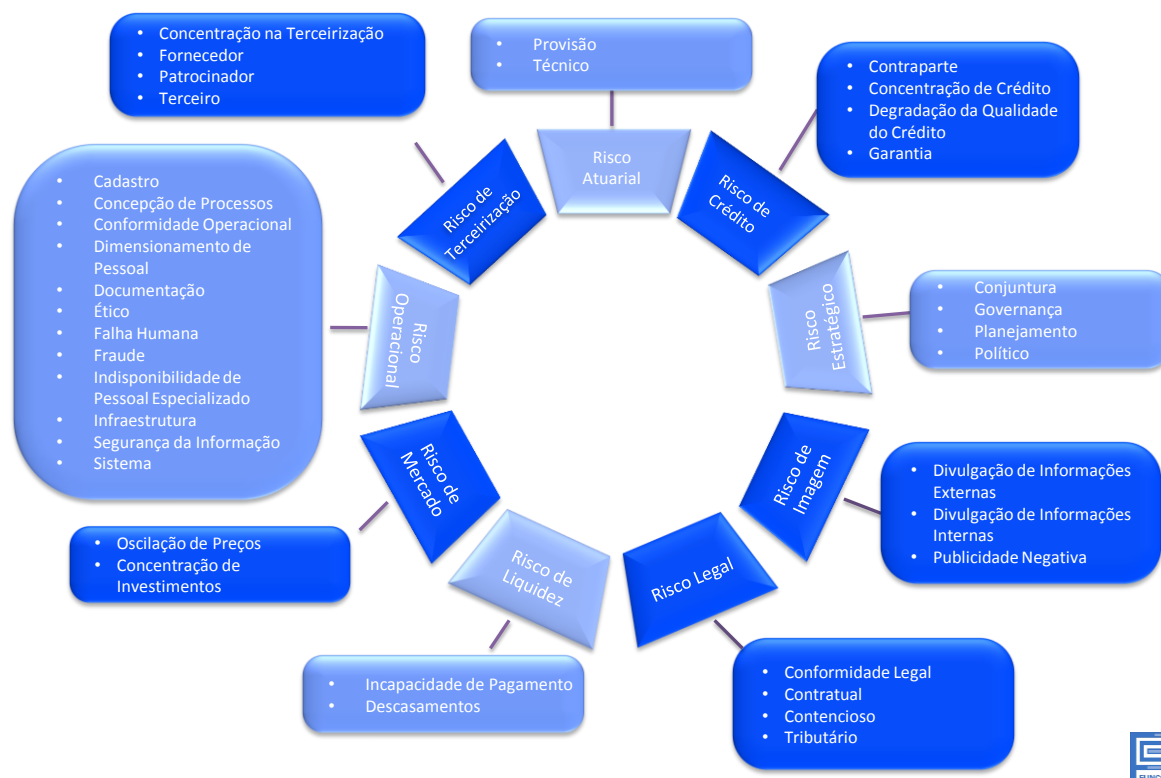 Concentração na Terceirização
Fornecedor
Patrocinador
Terceiro
Provisão
Técnico
Contraparte
Concentração de Crédito
Degradação da Qualidade
do Crédito
Garantia
Risco
Atuarial
Risco de
Crédito
Risco de
Terceirização
Cadastro
Concepção de Processos
Conformidade Operacional
Dimensionamento de
Pessoal
Documentação
Ético
Falha Humana
Fraude
Indisponibilidade de
Pessoal Especializado
Infraestrutura
Segurança da Informação
Sistema
Risco
Operacional
Risco
Estratégico
Conjuntura
Governança
Planejamento
Político
Risco de
Mercado
Risco de
Imagem
Divulgação de Informações
Externas
Divulgação de Informações
Internas
Publicidade Negativa
Oscilação de Preços
Concentração de
Investimentos
Risco de
Liquidez
Risco Legal
Incapacidade de Pagamento
Descasamentos
Conformidade Legal
Contratual
Contencioso
Tributário